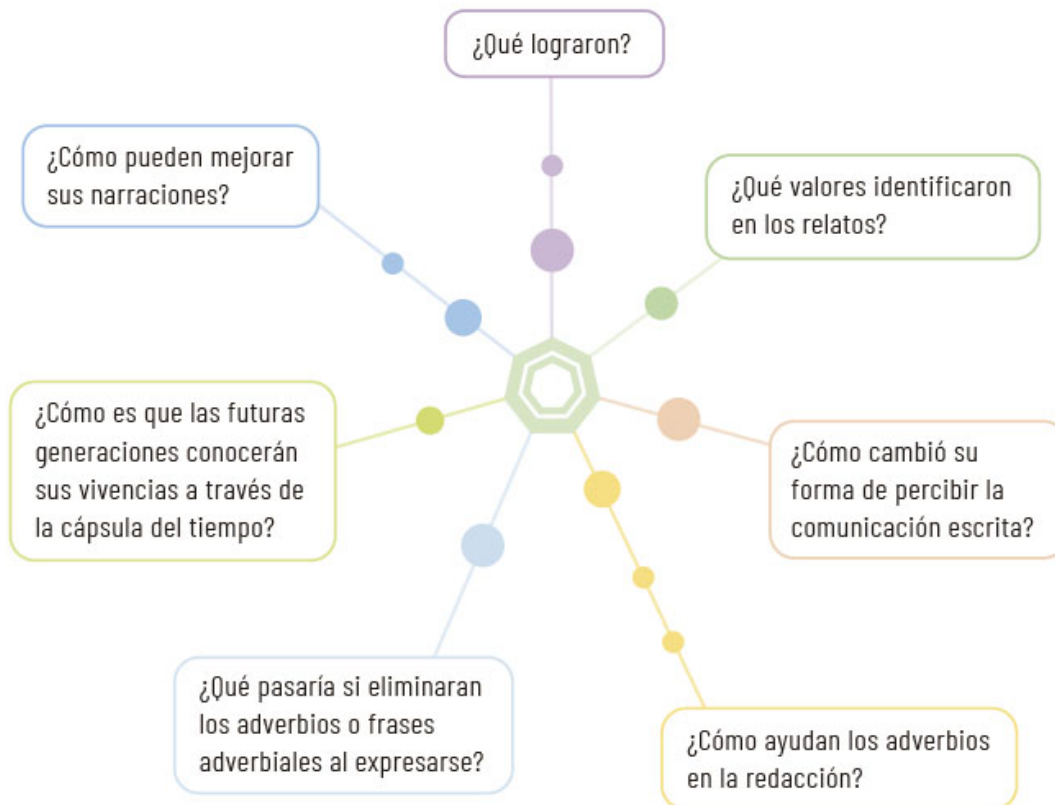 ¿Qué lograron?
¿Cómo pueden mejorar
sus narraciones?
¿Qué valores identificaron
en los relatos?
¿Cómo es que las futuras
generaciones conocerán
sus vivencias a través de
la cápsula del tiempo?
¿Cómo cambió su
forma de percibir la
comunicación escrita?
¿Qué pasaría si eliminaran
los adverbios o frases
adverbiales al expresarse?
¿Cómo ayudan los adverbios
en la redacción?